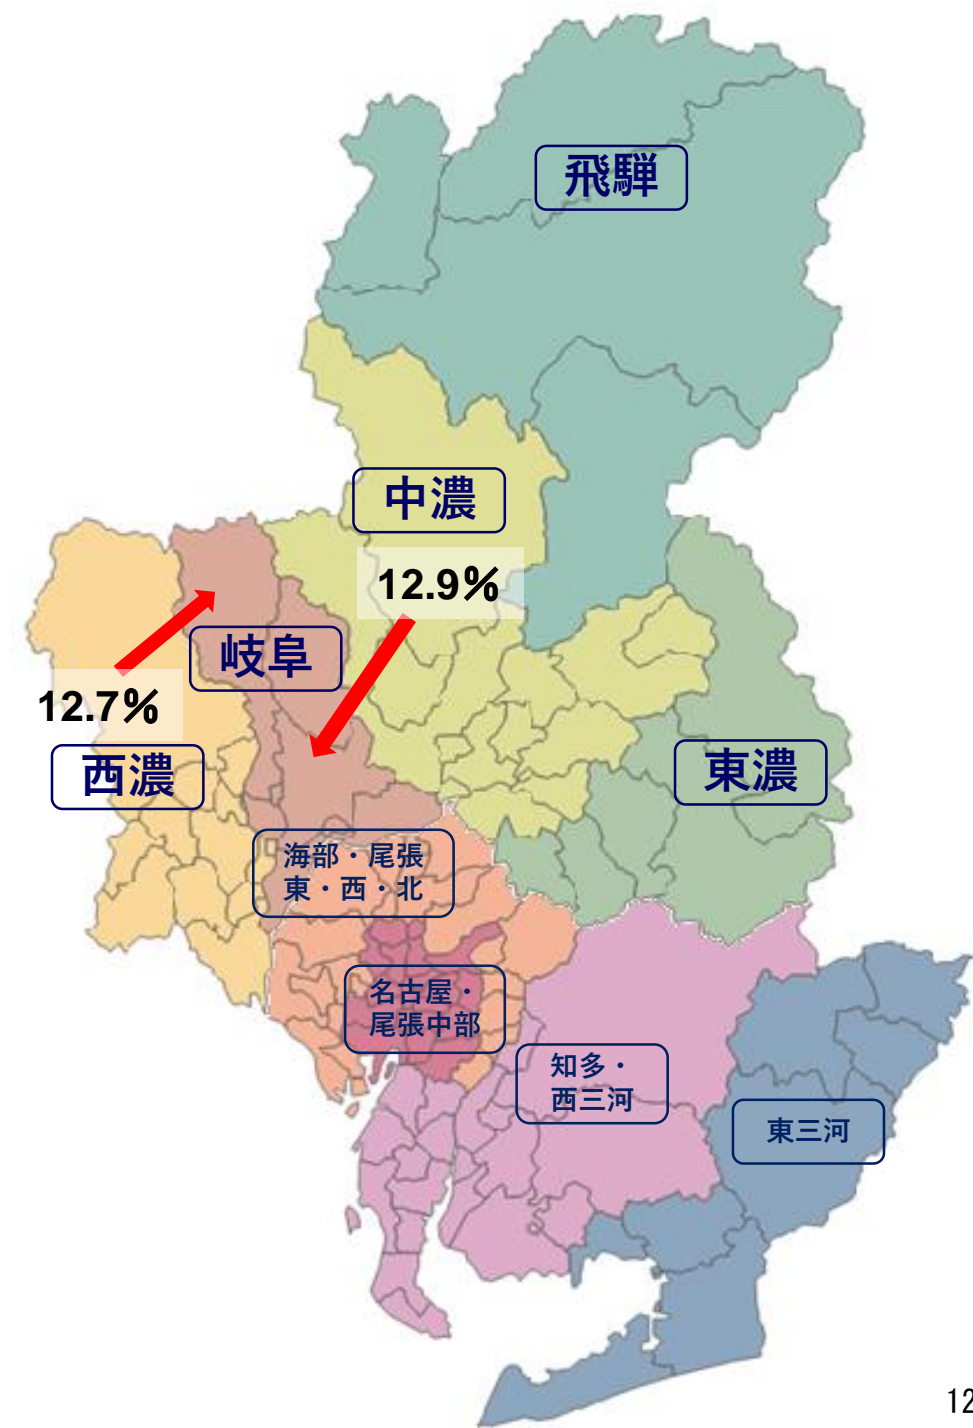 飛騨
中濃
12.9%
岐阜
12.7%
西濃
東濃
海部・尾張
東・西・北
名古屋・
尾張中部
知多・
西三河
東三河
12